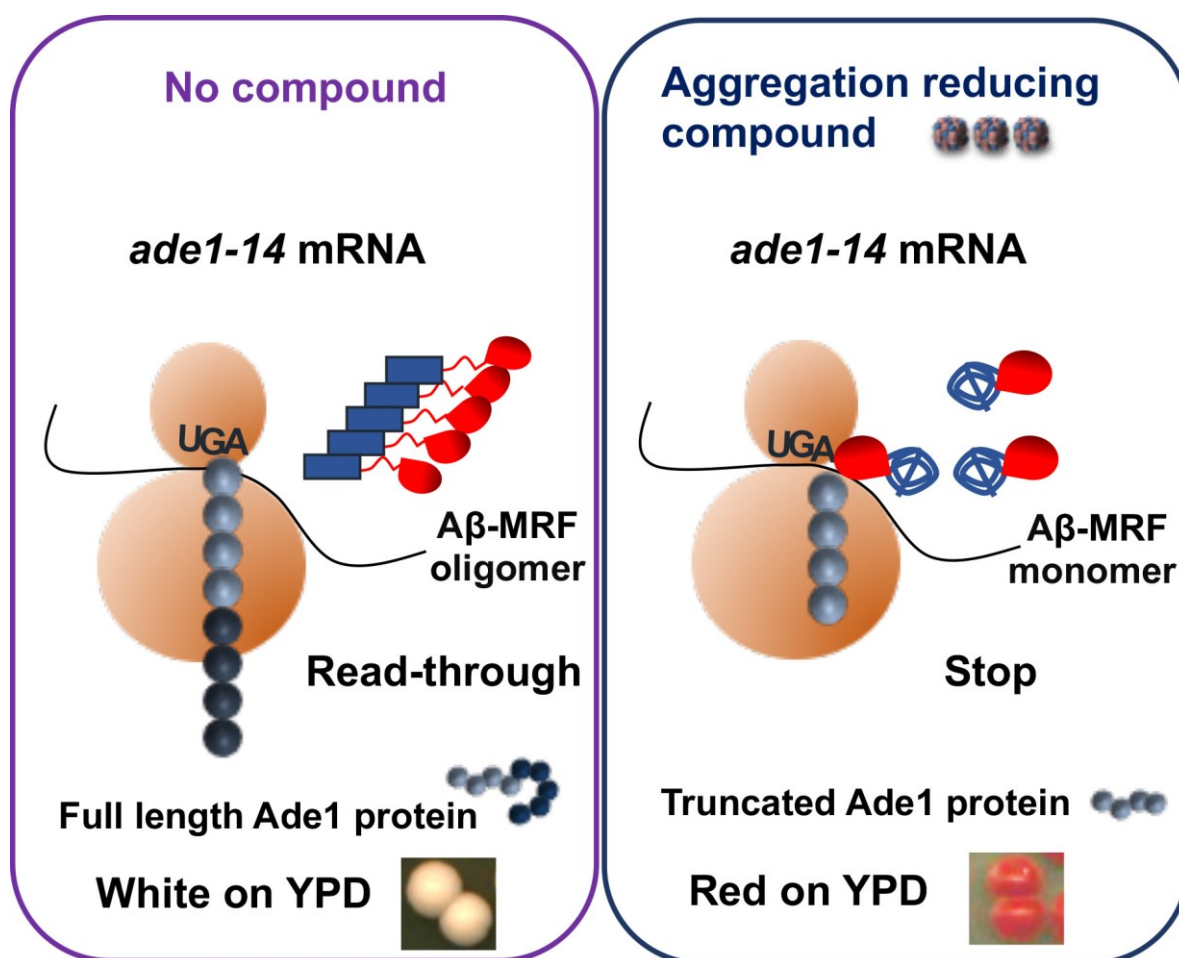 No compound
ade1-14 mRNA
UGA
Aβ-MRF
oligomer
Read-through
Full length Ade1 protein
White on YPD
Aggregation reducing
compound
ade1-14 mRNA
UGA
Aβ-MRF
monomer
Stop
Truncated Ade1 protein
Red on YPD